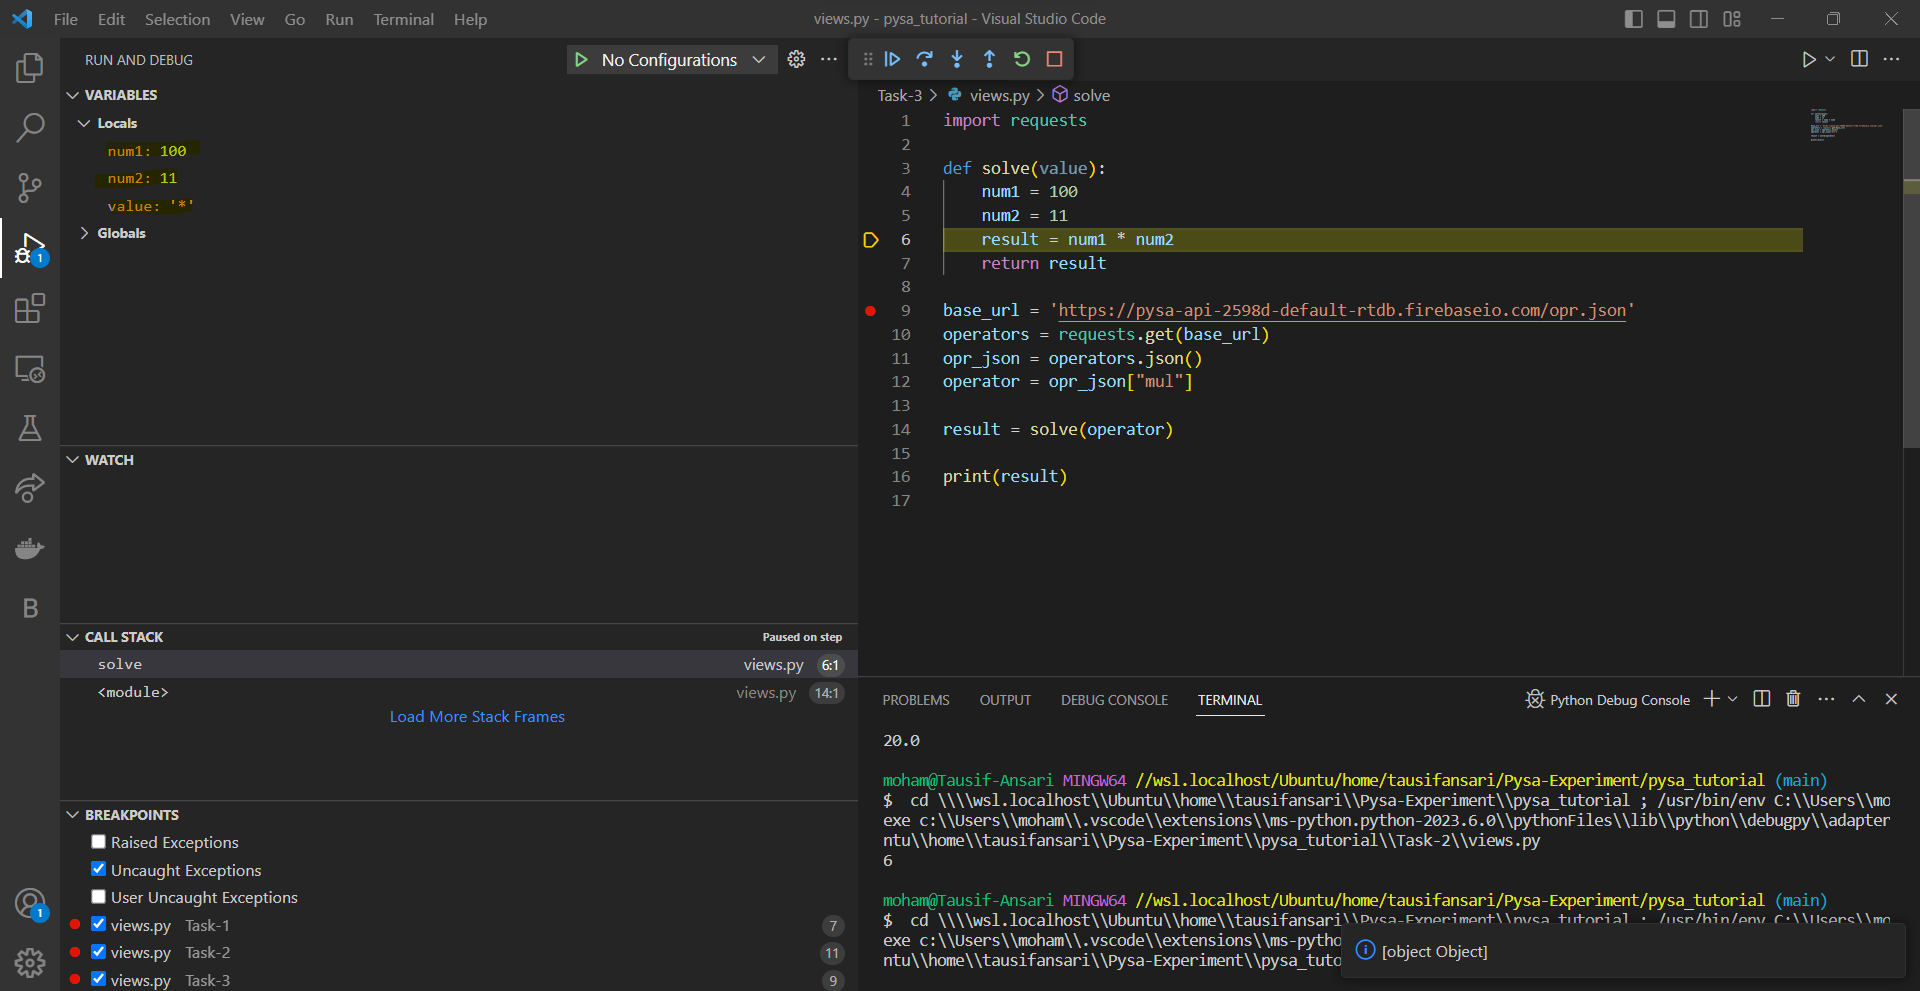 File Edit Selection View Go Run Terminal Help
views.py - pysa_tutorial - Visual Studio Code
RUN AND DEBUG
No Configurations
VARIABLES
Locals
num1: 100
num2: 11
value: '*'
Globals
WATCH
CALL STACK
Paused on step
solve views.py 6:1
<module> views.py 14:1
Load More Stack Frames
BREAKPOINTS
Raised Exceptions
Uncaught Exceptions
User Uncaught Exceptions
views.py Task-1 7
views.py Task-2 11
views.py Task-3 9
1
B
1
Task-3 > views.py > solve
1 import requests
2
3 def solve(value):
4 num1 = 100
5 num2 = 11
6 result = num1 * num2
7 return result
8
9 base_url = 'https://pysa-api-2598d-default-rtdb.firebaseio.com/opr.json'
10 operators = requests.get(base_url)
11 opr_json = operators.json()
12 operator = opr_json["mul"]
13
14 result = solve(operator)
15
16 print(result)
17
PROBLEMS OUTPUT DEBUG CONSOLE TERMINAL
Python Debug Console
20.0
moham@Tausif-Ansari MINGW64 //wsl.localhost/Ubuntu/home/tausifansari/Pysa-Experiment/pysa_tutorial (main)
$ cd \\\\wsl.localhost\\Ubuntu\\home\\tausifansari\\Pysa-Experiment\\pysa_tutorial ; /usr/bin/env C:\\Users\\mo
exe c:\\Users\\moham\\.vscode\\extensions\\ms-python.python-2023.6.0\\pythonFiles\\lib\\python\\debugpy\\adapter
ntu\\home\\tausifansari\\Pysa-Experiment\\pysa_tutorial\\Task-2\\views.py
6
moham@Tausif-Ansari MINGW64 //wsl.localhost/Ubuntu/home/tausifansari/Pysa-Experiment/pysa_tutorial (main)
$ cd \\\\wsl.localhost\\Ubuntu\\home\\tausifansari\\Pysa-Experiment\\pysa_tutorial ; /usr/bin/env C:\\Users\\mo
exe c:\\Users\\moham\\.vscode\\extensions\\ms-pytho
ntu\\home\\tausifansari\\Pysa-Experiment\\pysa_tuto
[object Object]